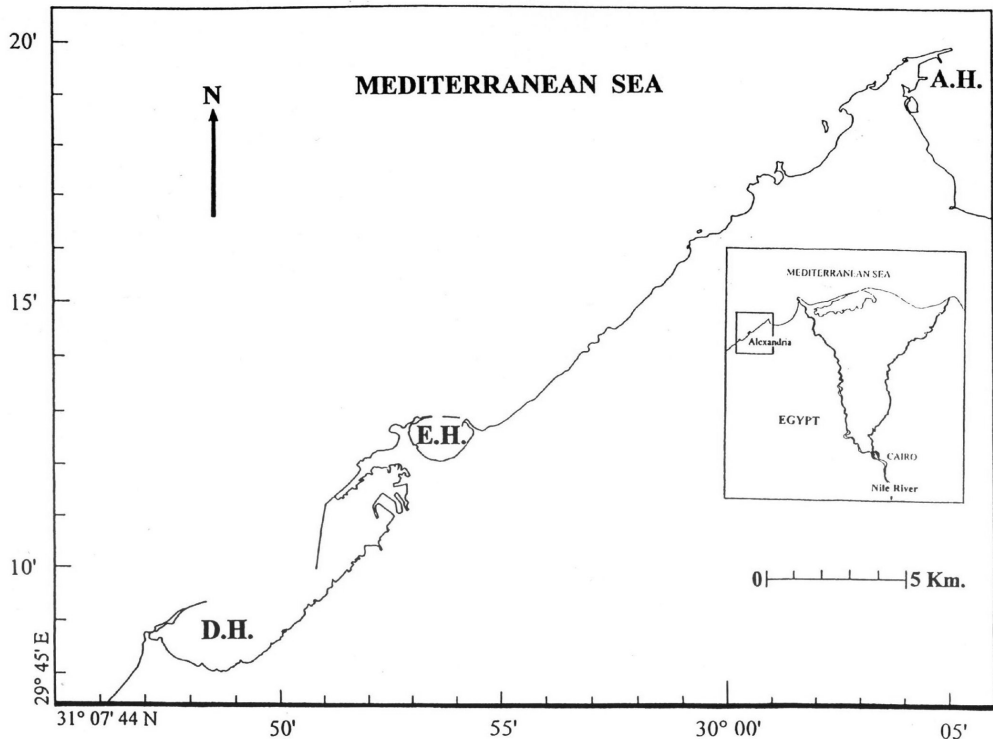 20'
MEDITERRANEAN SEA
A.H.
N
MEDITERRANEAN SEA
15'
Alexandria
EGYPT
E.H.
CAIRO
Nile River
10'
0 5 Km.
D.H.
29° 45' E
31° 07' 44 N
50'
55'
30° 00'
05'